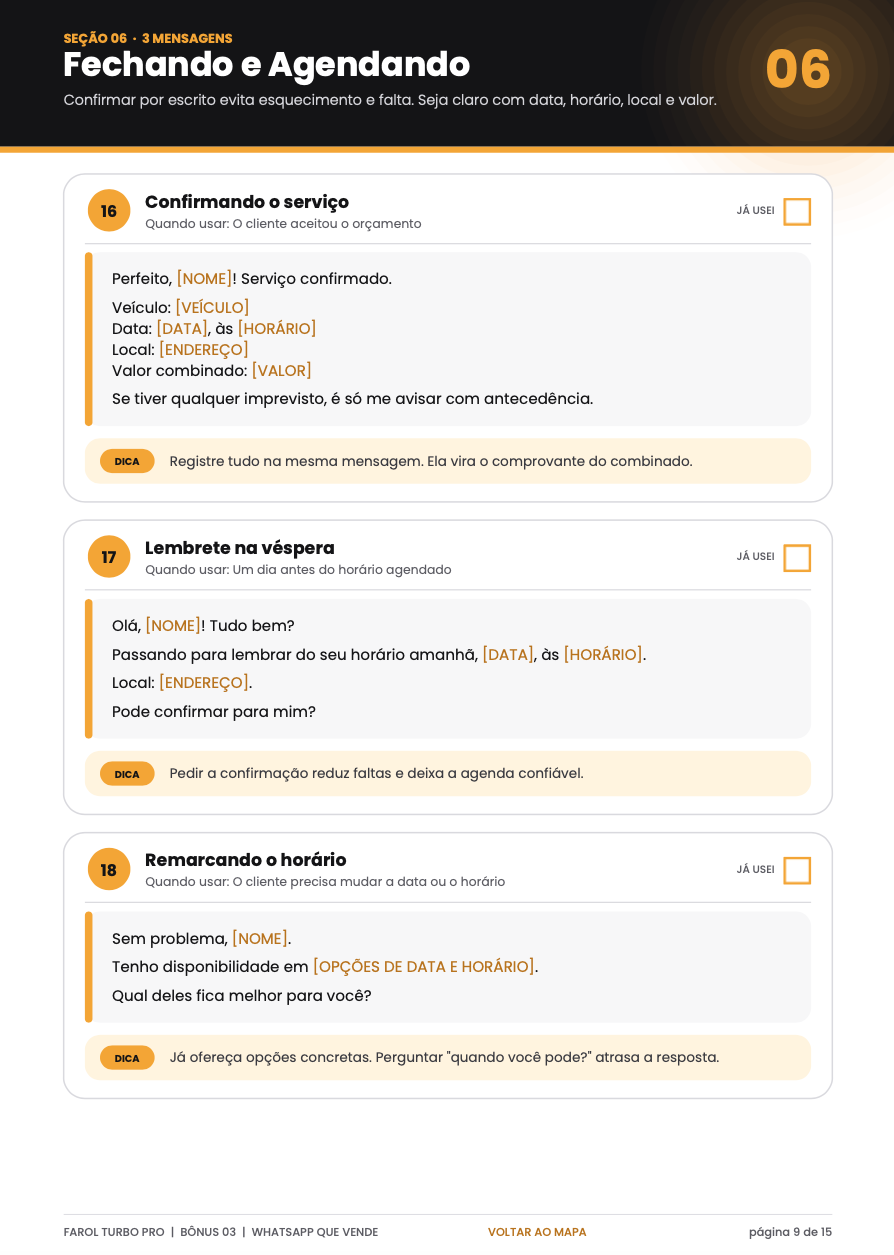 SEÇÃO 06 · 3 MENSAGENS
Fechando e Agendando
06
Confirmar por escrito evita esquecimento e falta. Seja claro com data, horário, local e valor.
16
Confirmando o serviço
Quando usar: O cliente aceitou o orçamento
JÁ USEI
Perfeito, [NOME]! Serviço confirmado.
Veículo: [VEÍCULO]
Data: [DATA], às [HORÁRIO]
Local: [ENDEREÇO]
Valor combinado: [VALOR]
Se tiver qualquer imprevisto, é só me avisar com antecedência.
DICA Registre tudo na mesma mensagem. Ela vira o comprovante do combinado.
17
Lembrete na véspera
Quando usar: Um dia antes do horário agendado
JÁ USEI
Olá, [NOME]! Tudo bem?
Passando para lembrar do seu horário amanhã, [DATA], às [HORÁRIO].
Local: [ENDEREÇO].
Pode confirmar para mim?
DICA Pedir a confirmação reduz faltas e deixa a agenda confiável.
18
Remarcando o horário
Quando usar: O cliente precisa mudar a data ou o horário
JÁ USEI
Sem problema, [NOME].
Tenho disponibilidade em [OPÇÕES DE DATA E HORÁRIO].
Qual deles fica melhor para você?
DICA Já ofereça opções concretas. Perguntar "quando você pode?" atrasa a resposta.
FAROL TURBO PRO | BÔNUS 03 | WHATSAPP QUE VENDE VOLTAR AO MAPA página 9 de 15